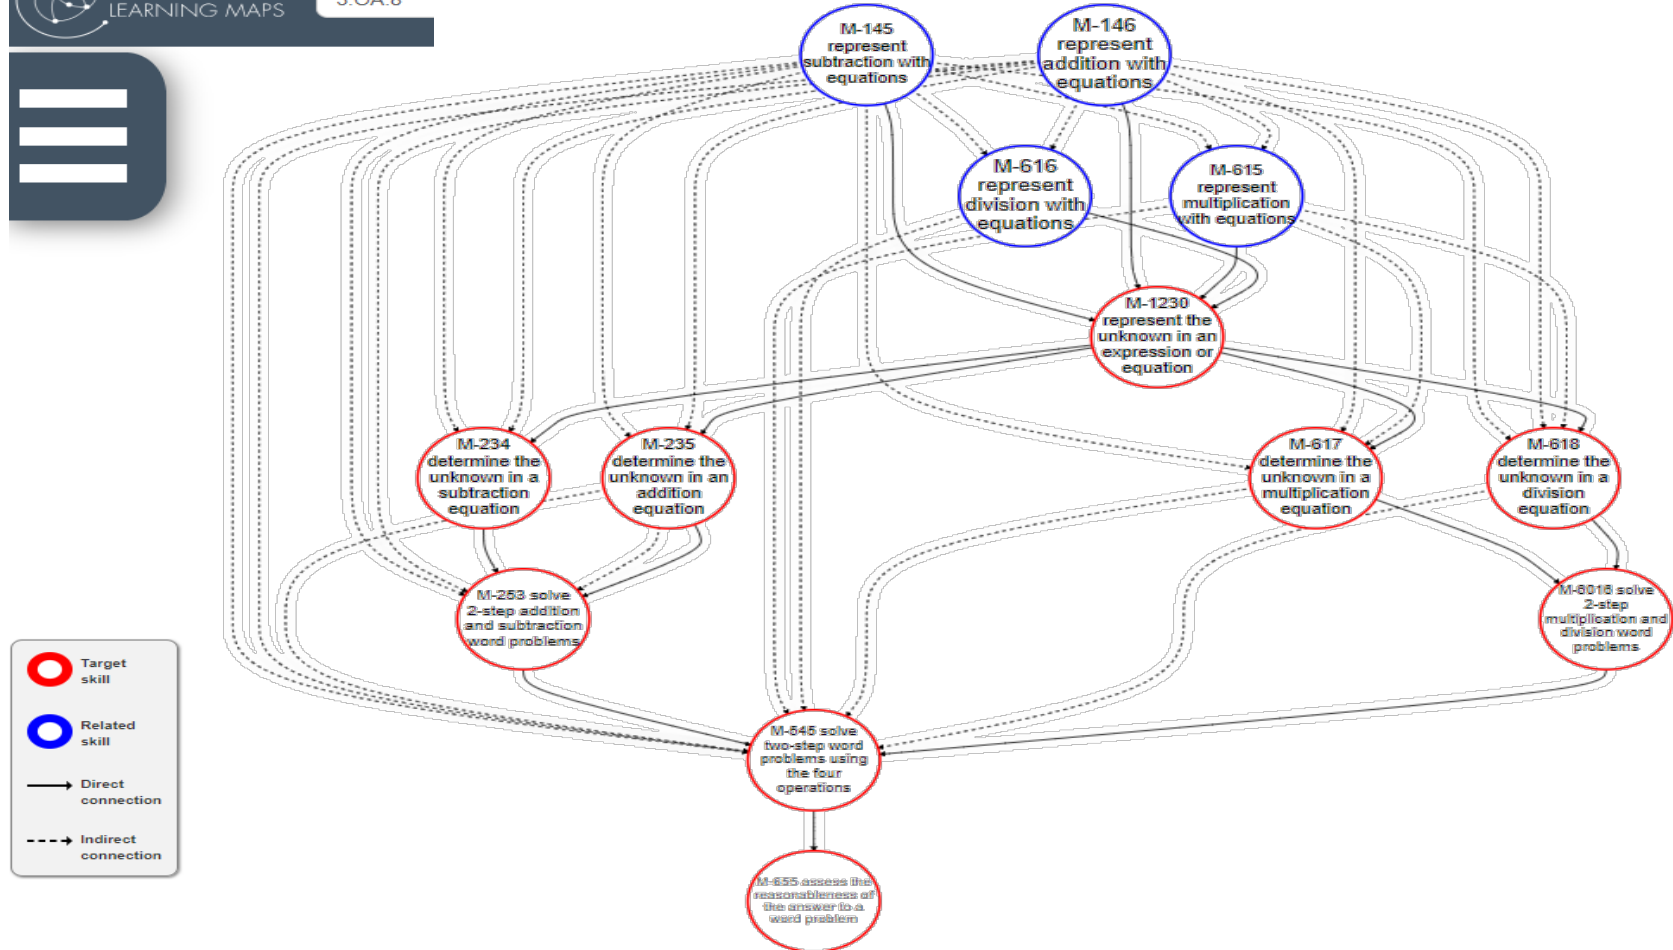 LEARNING MAPS
3.OA.8
M-145
represent
subtraction with
equations
M-146
represent
addition with
equations
M-616
represent
division with
equations
M-615
represent
multiplication
with equations
M-1230
represent the
unknown in an
expression or
equation
M-234
determine the
unknown in a
subtraction
equation
M-235
determine the
unknown in an
addition
equation
M-617
determine the
unknown in a
multiplication
equation
M-618
determine the
unknown in a
division
equation
M-253 solve
2-step addition
and subtraction
word problems
M-6016 solve
2-step
multiplication and
division word
problems
M-545 solve
two-step word
problems using
the four
operations
M-655 assess the
reasonableness of
the answer to a
word problem
Target
skill
Related
skill
Direct
connection
Indirect
connection